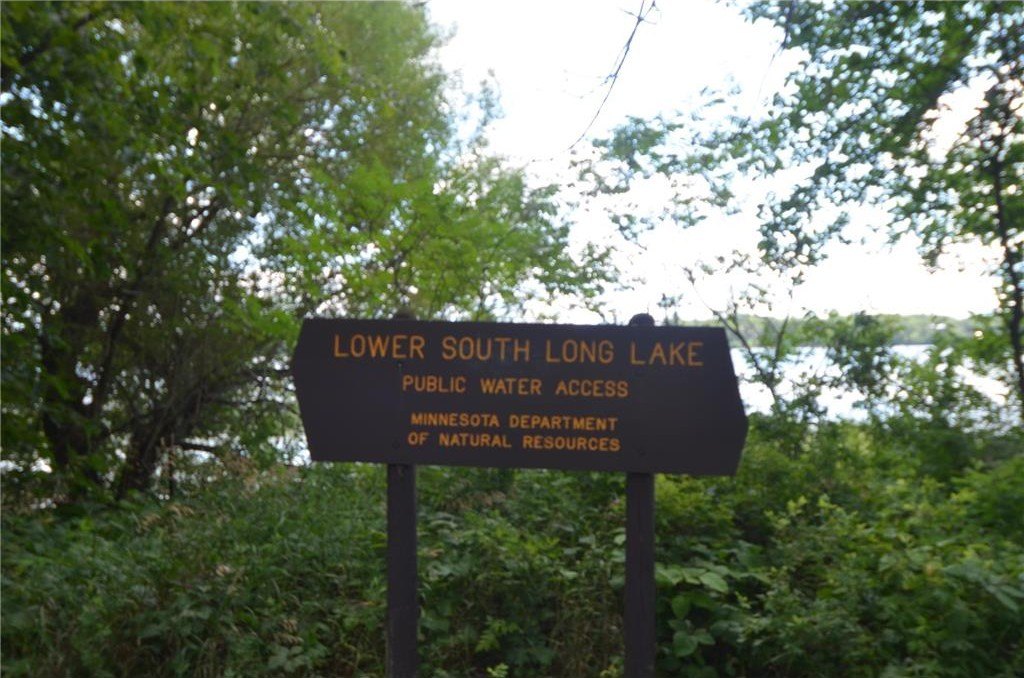 LOWER SOUTH LONG LAKE
PUBLIC WATER ACCESS
MINNESOTA DEPARTMENT
OF NATURAL RESOURCES